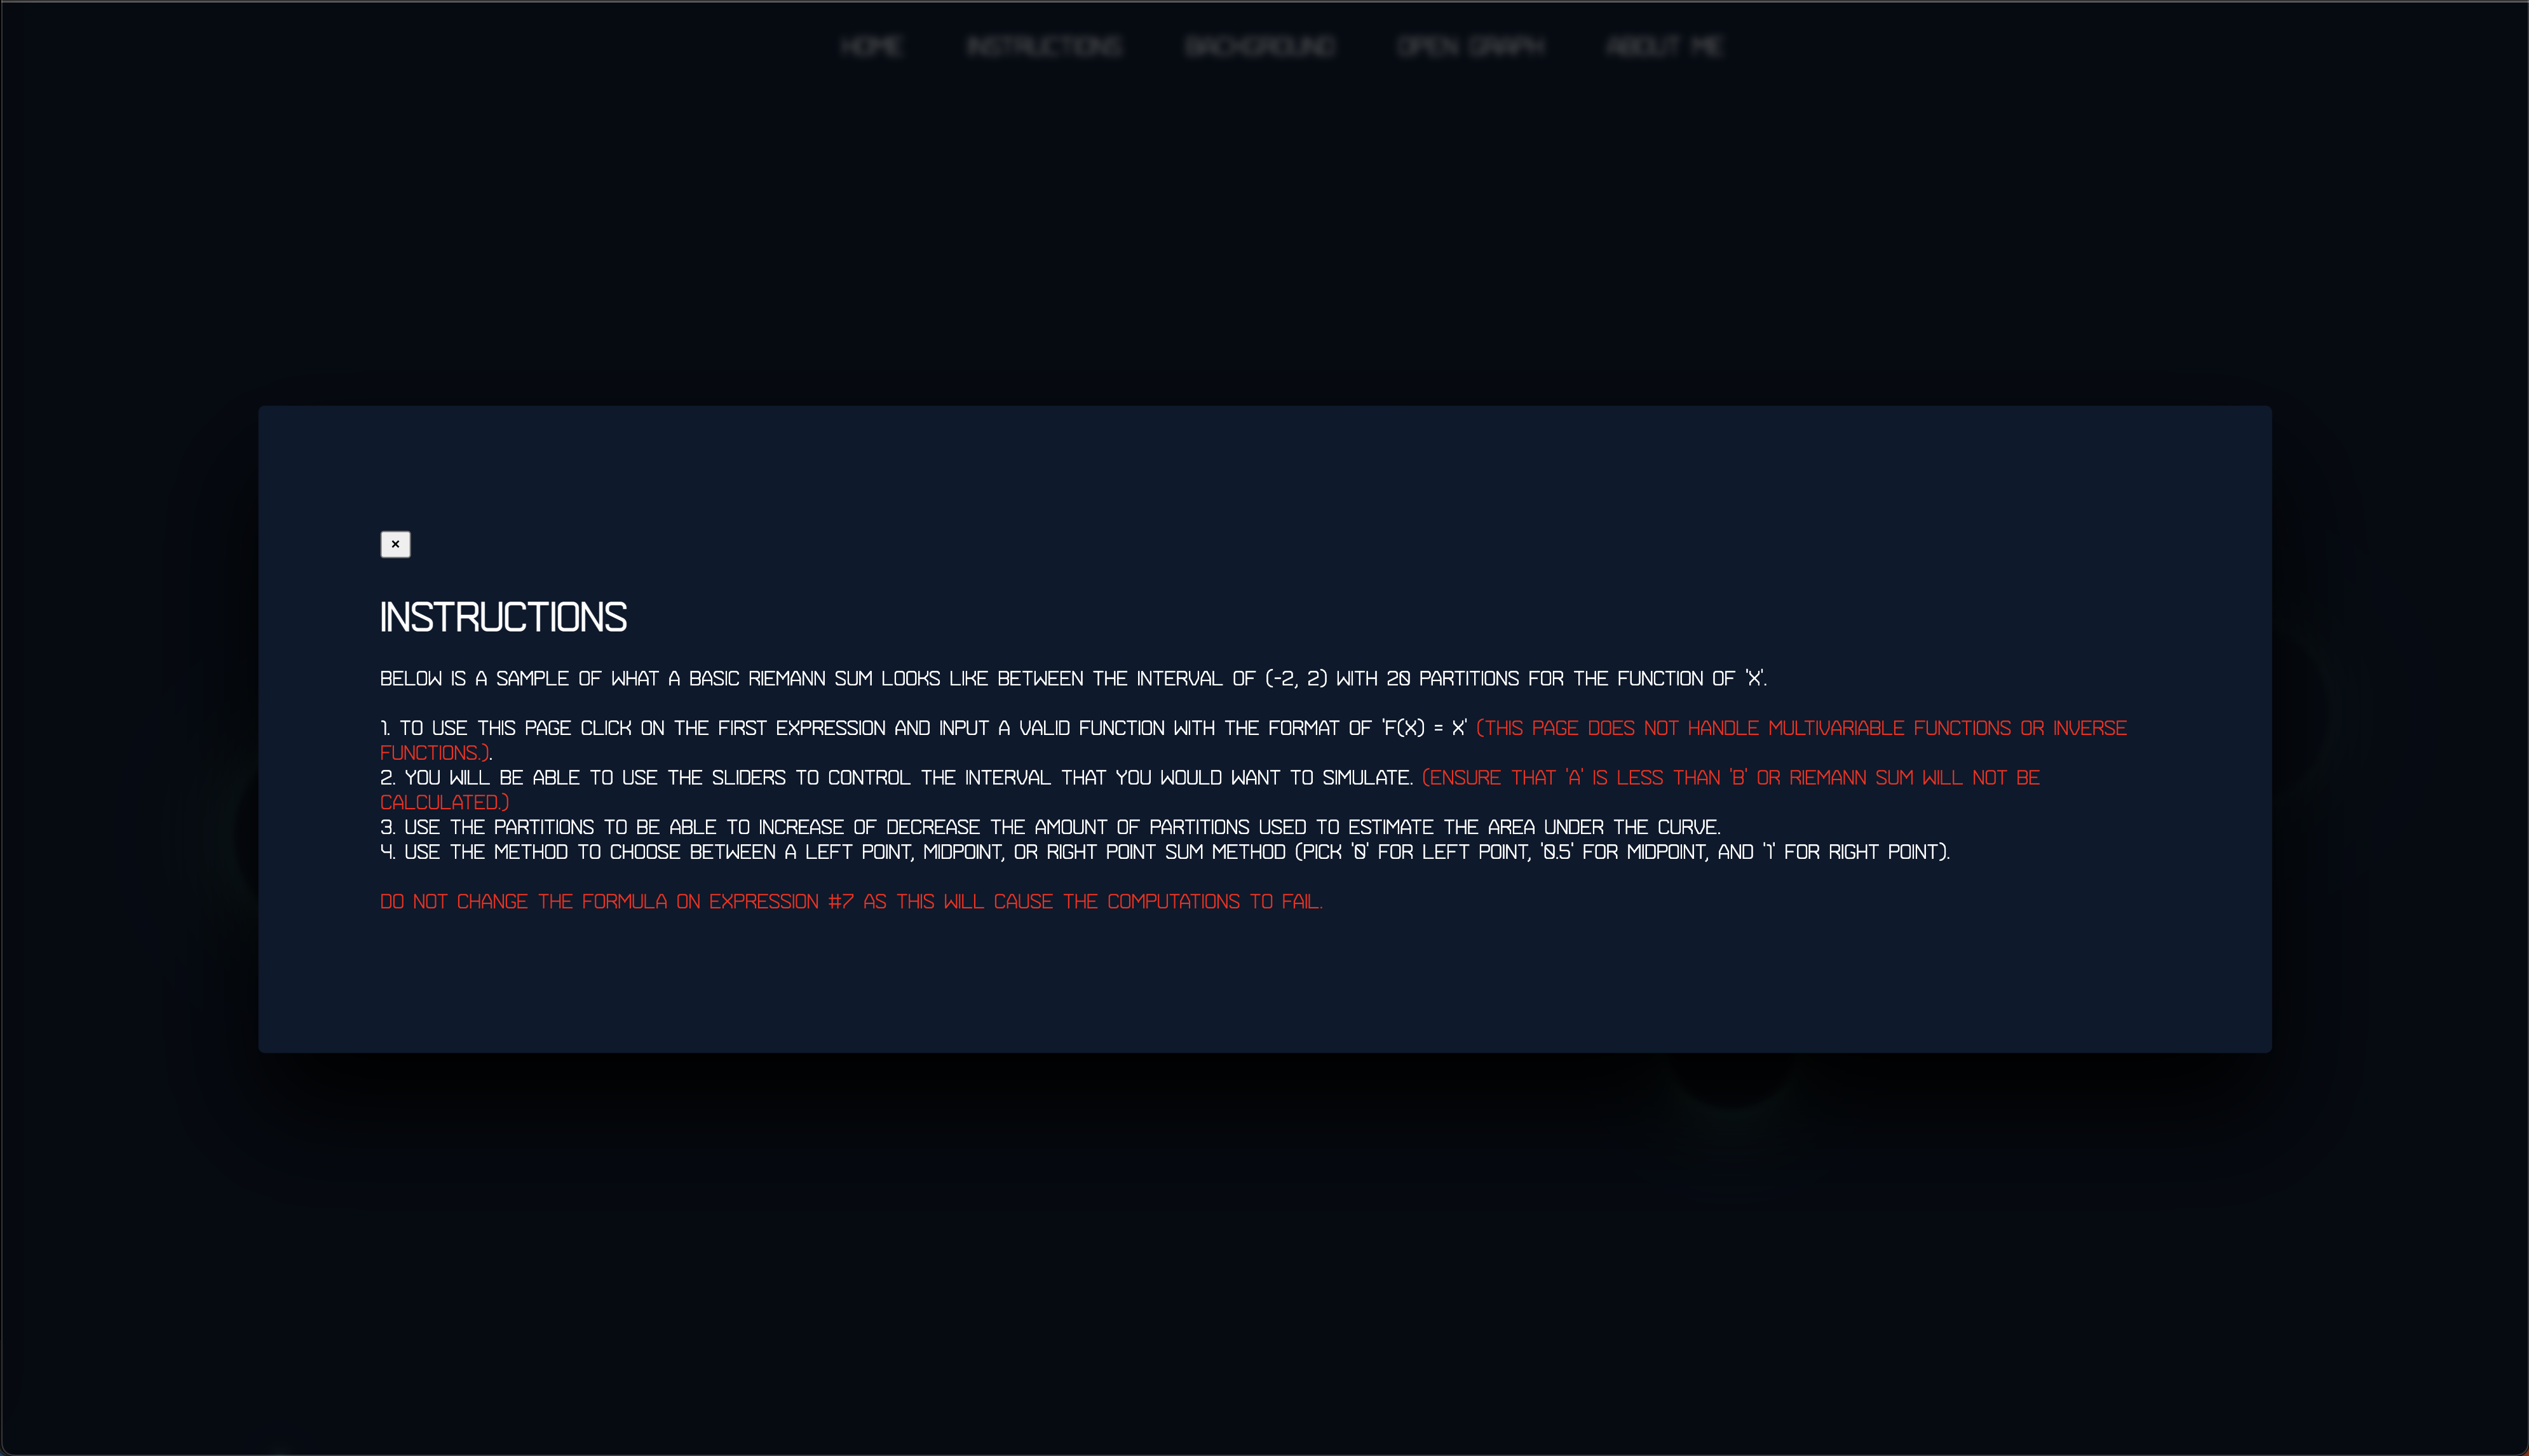 HOME INSTRUCTIONS BACKGROUND OPEN GRAPH ABOUT ME
×
INSTRUCTIONS
BELOW IS A SAMPLE OF WHAT A BASIC RIEMANN SUM LOOKS LIKE BETWEEN THE INTERVAL OF (-2, 2) WITH 20 PARTITIONS FOR THE FUNCTION OF 'X'.
1. TO USE THIS PAGE CLICK ON THE FIRST EXPRESSION AND INPUT A VALID FUNCTION WITH THE FORMAT OF 'F(X) = X' (THIS PAGE DOES NOT HANDLE MULTIVARIABLE FUNCTIONS OR INVERSE
FUNCTIONS.).
2. YOU WILL BE ABLE TO USE THE SLIDERS TO CONTROL THE INTERVAL THAT YOU WOULD WANT TO SIMULATE. (ENSURE THAT 'A' IS LESS THAN 'B' OR RIEMANN SUM WILL NOT BE
CALCULATED.)
3. USE THE PARTITIONS TO BE ABLE TO INCREASE OF DECREASE THE AMOUNT OF PARTITIONS USED TO ESTIMATE THE AREA UNDER THE CURVE.
4. USE THE METHOD TO CHOOSE BETWEEN A LEFT POINT, MIDPOINT, OR RIGHT POINT SUM METHOD (PICK '0' FOR LEFT POINT, '0.5' FOR MIDPOINT, AND '1' FOR RIGHT POINT).
DO NOT CHANGE THE FORMULA ON EXPRESSION #7 AS THIS WILL CAUSE THE COMPUTATIONS TO FAIL.